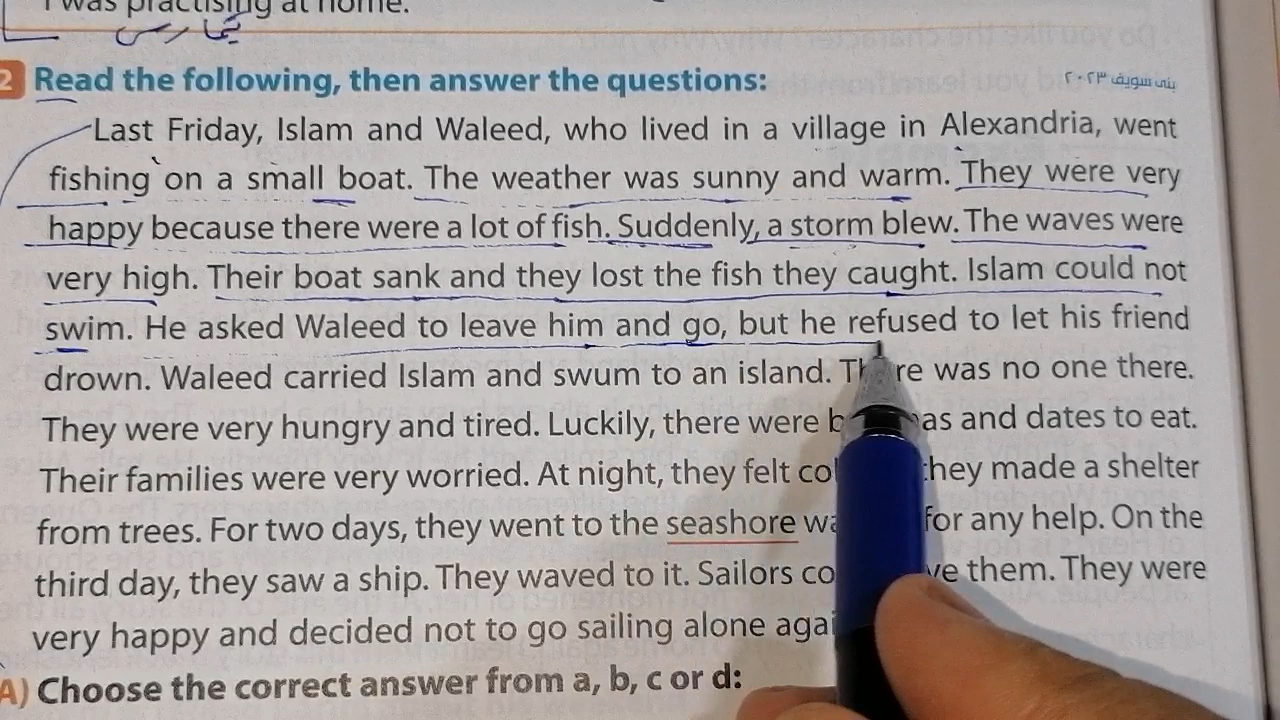 I was practising at home.
2 Read the following, then answer the questions:
بنى سويف ٢٠٢٣
Last Friday, Islam and Waleed, who lived in a village in Alexandria, went
fishing on a small boat. The weather was sunny and warm. They were very
happy because there were a lot of fish. Suddenly, a storm blew. The waves were
very high. Their boat sank and they lost the fish they caught. Islam could not
swim. He asked Waleed to leave him and go, but he refused to let his friend
drown. Waleed carried Islam and swum to an island. There was no one there.
They were very hungry and tired. Luckily, there were and dates to eat.
Their families were very worried. At night, they felt they made a shelter
from trees. For two days, they went to the seashore for any help. On the
third day, they saw a ship. They waved to it. Sailors them. They were
very happy and decided not to go sailing alone
A) Choose the correct answer from a, b, c or d: